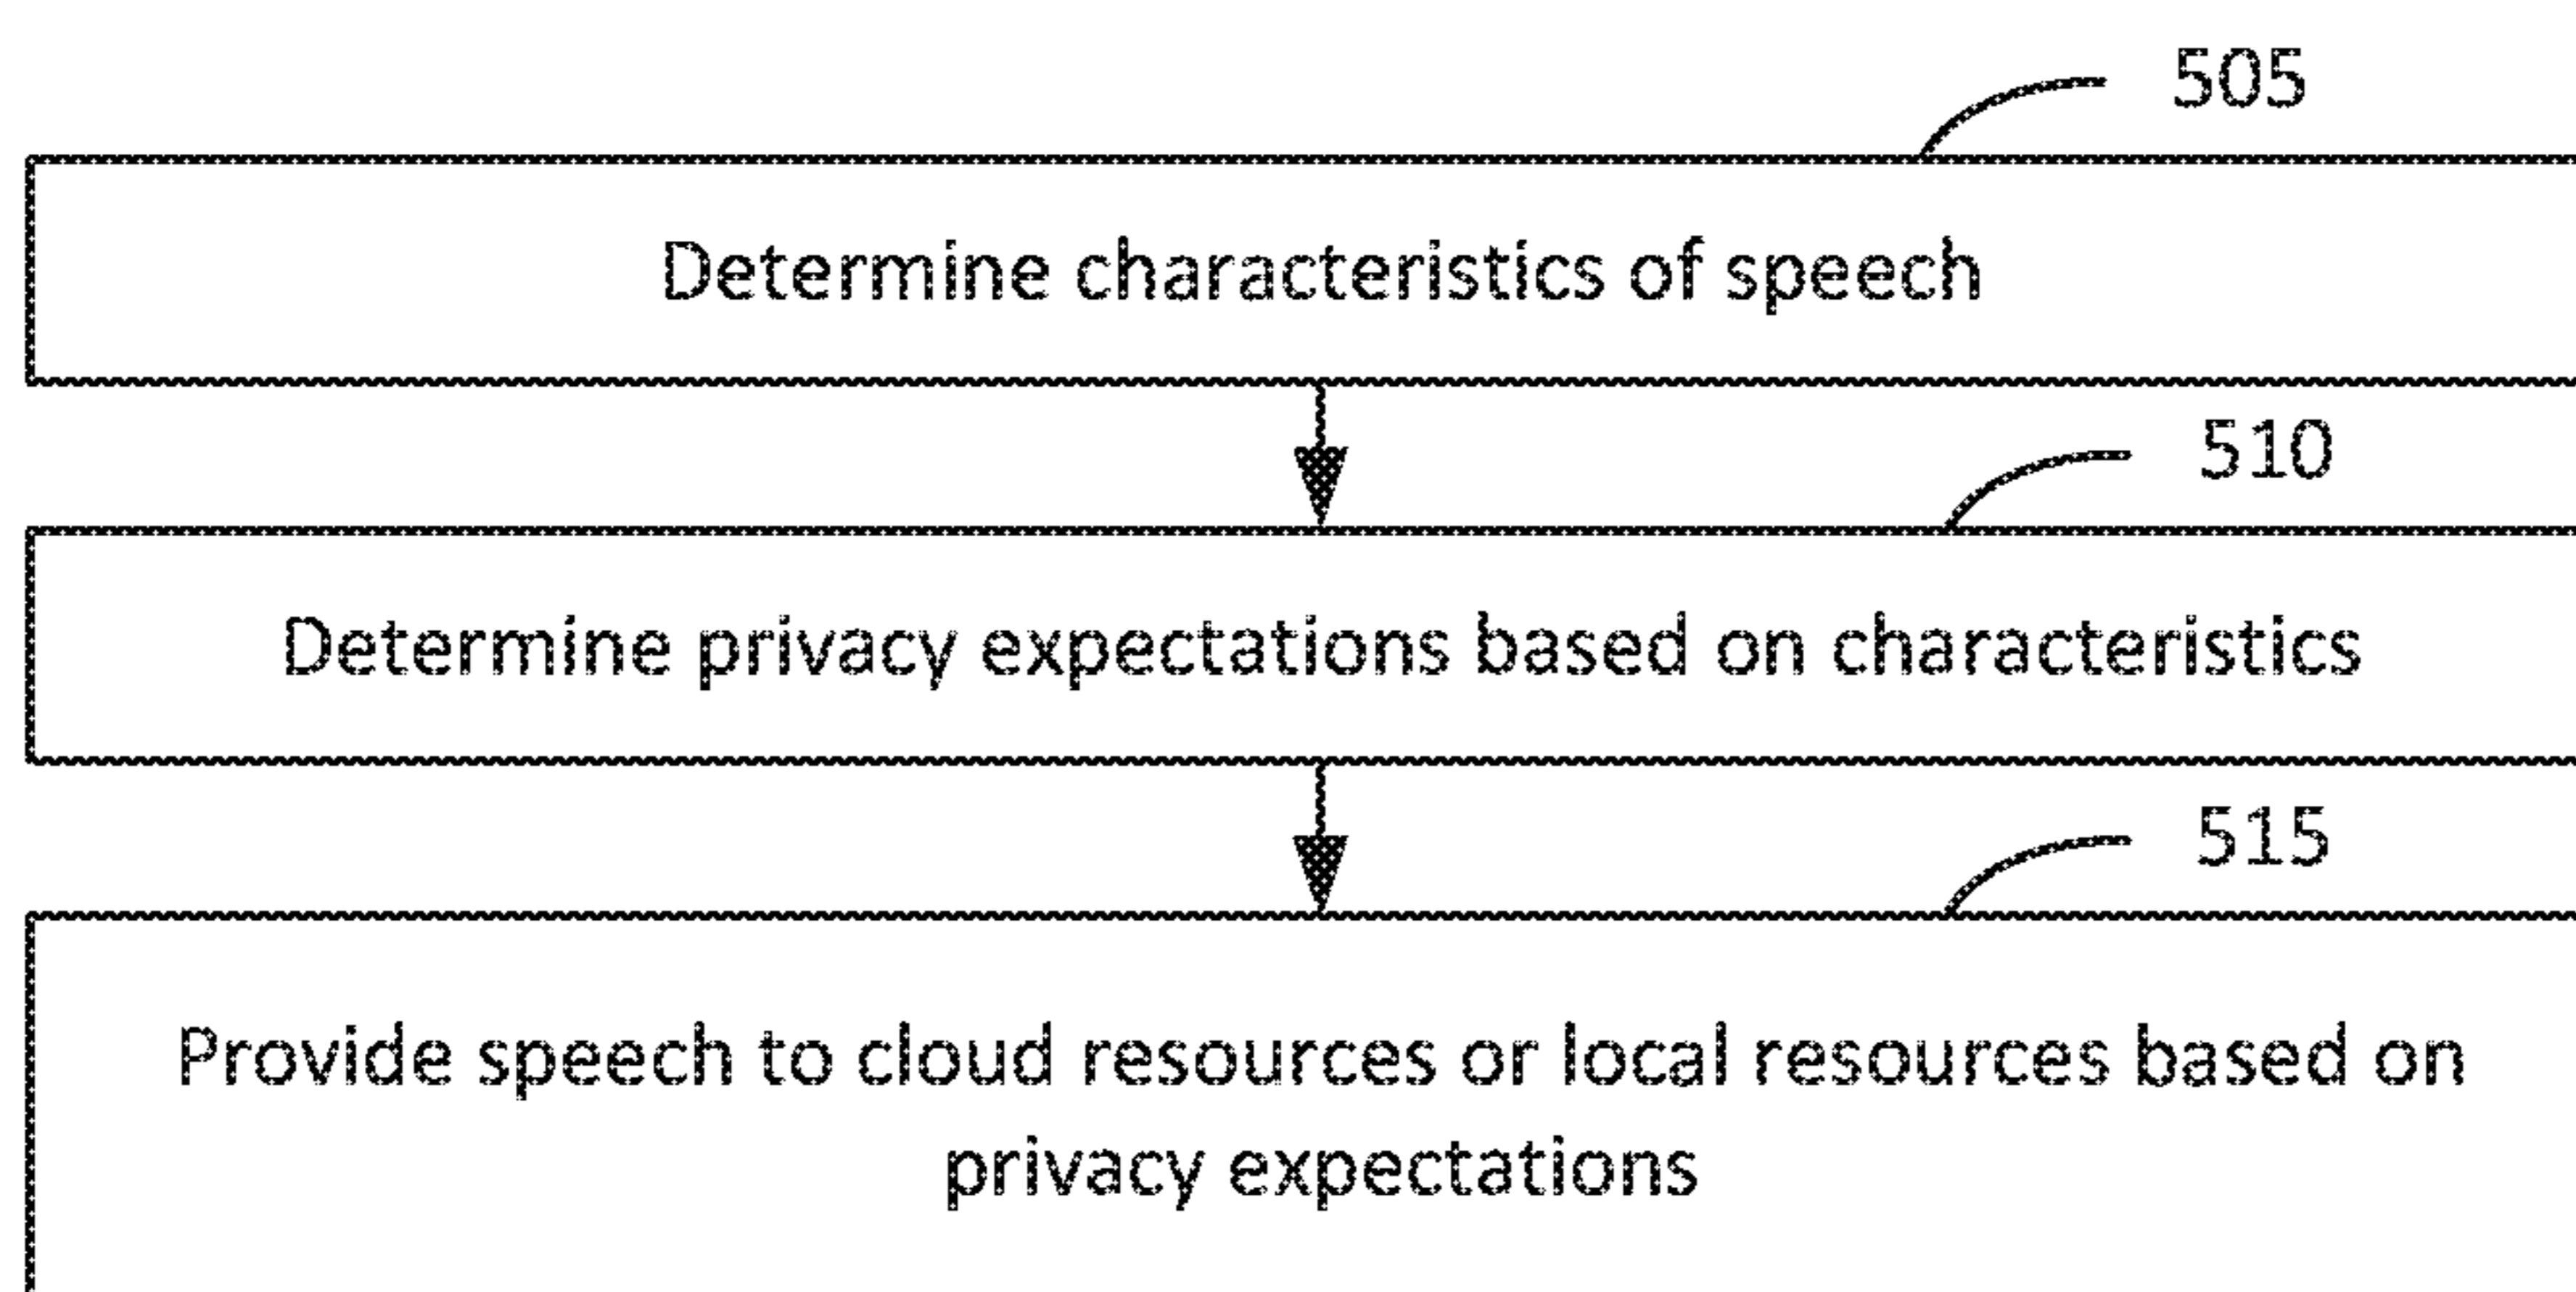 505
Determine characteristics of speech
510
Determine privacy expectations based on characteristics
515
Provide speech to cloud resources or local resources based on
privacy expectations